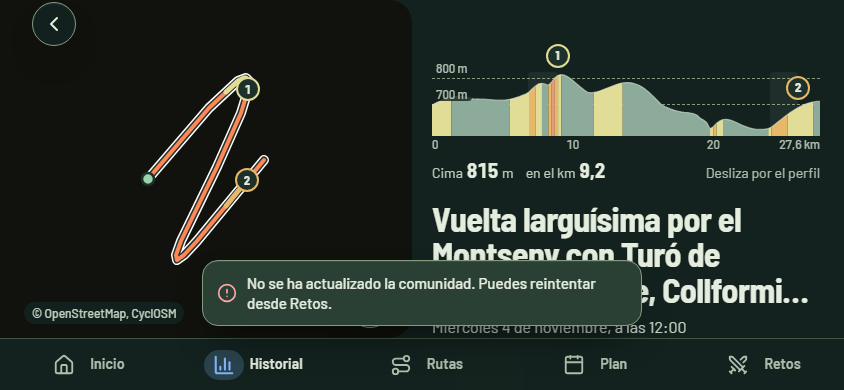 1
800 m
700 m
2
0
10
20
27,6 km
Cima 815 m en el km 9,2
Desliza por el perfil
1
2
Vuelta larguísima por el
Montseny con Turó de
e, Collformi…
No se ha actualizado la comunidad. Puedes reintentar
desde Retos.
© OpenStreetMap, CyclOSM
Miércoles 4 de noviembre, a las 12:00
Inicio
Historial
Rutas
Plan
Retos